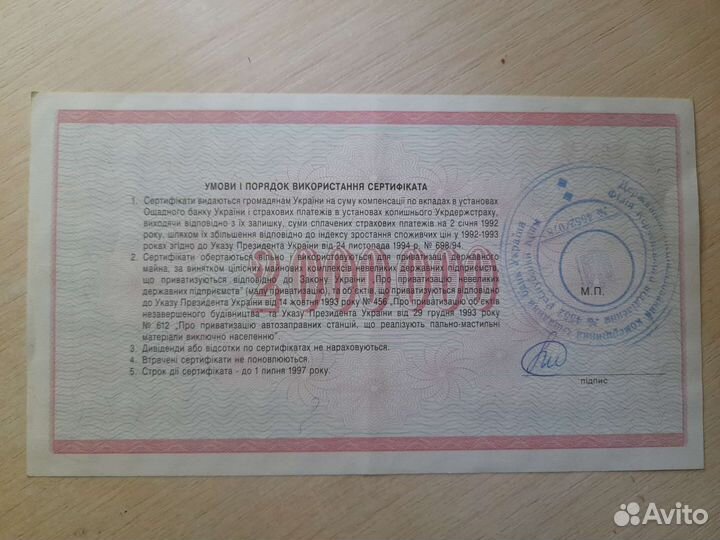 УМОВИ І ПОРЯДОК ВИКОРИСТАННЯ СЕРТИФІКАТА
1. Сертифікати видаються громадянам України на суму компенсації по вкладах в установах
Ощадного банку України і страхових платежів в установах колишнього Укрдержстраху,
виходячи відповідно з їх залишку, суми сплачених страхових платежів на 2 січня 1992
року, шляхом їх збільшення відповідно до індексу зростання споживчих цін у 1992-1993
роках згідно до Указу Президента України від 24 листопада 1994 р. № 698/94.
2. Сертифікати обертаються вільно і використовуються для приватизації державного
майна, за винятком цілісних майнових комплексів невеликих державних підприємств,
що приватизуються відповідно до Закону України „Про приватизацію невеликих
державних підприємств" (малу приватизацію), та об'єктів, що приватизуються відповідно
до Указу Президента України від 14 жовтня 1993 року № 456 „Про приватизацію об'єктів
незавершеного будівництва" і Указу Президента України від 29 грудня 1993 року
№ 612 „Про приватизацію автозаправних станцій, що реалізують пально-мастильні
матеріали виключно населенню".
3. Дивіденди або відсотки по сертифікатах не нараховуються.
4. Втрачені сертифікати не поновлюються.
5. Строк дії сертифіката - до 1 липня 1997 року.
2000000
М.П.
підпис
Avito